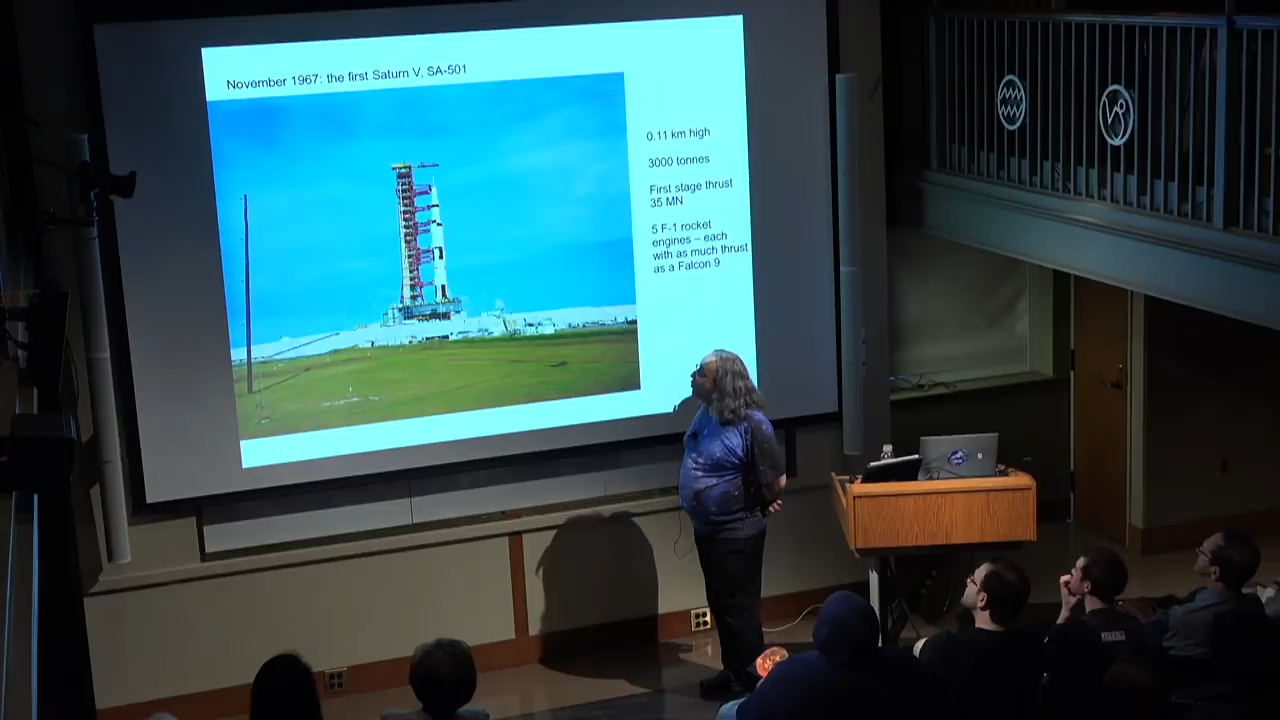 November 1967: the first Saturn V, SA-501
0.11 km high
3000 tonnes
First stage thrust
35 MN
5 F-1 rocket
engines – each
with as much thrust
as a Falcon 9